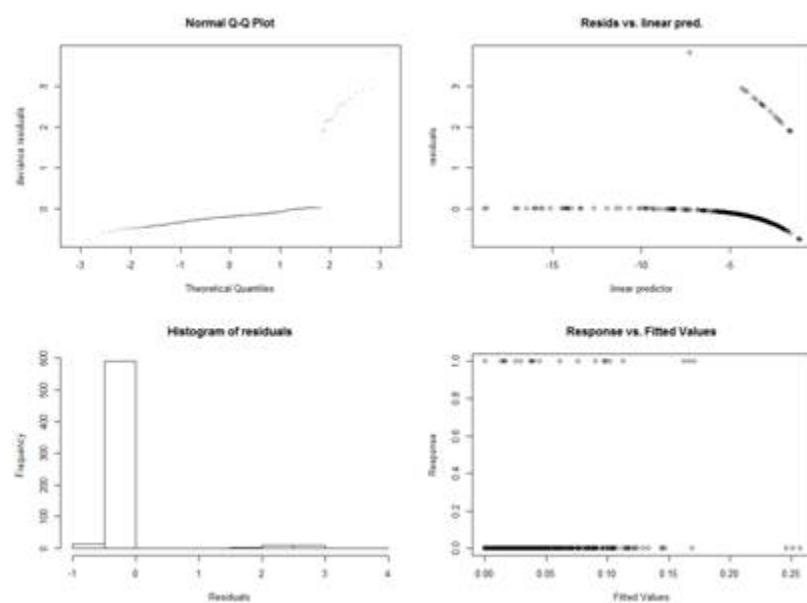 Normal Q-Q Plot
deviance residuals
0 1 2 3
-3 -2 -1 0 1 2 3
Theoretical Quantiles
Resids vs. linear pred.
residuals
0 1 2 3
-15 -10 -5
linear predictor
Histogram of residuals
Frequency
0 100 200 300 400 500 600
-1 0 1 2 3 4
Residuals
Response vs. Fitted Values
Response
0.0 0.2 0.4 0.6 0.8 1.0
0.00 0.05 0.10 0.15 0.20 0.25
Fitted Values